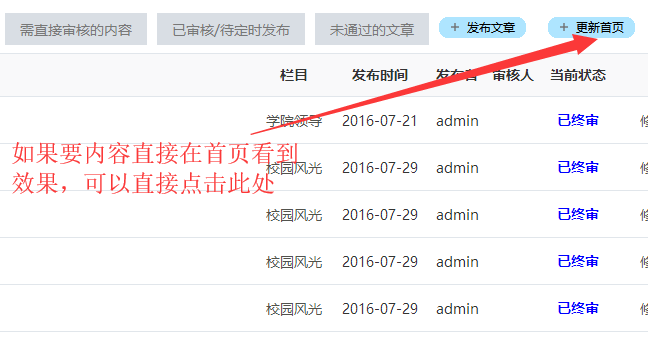 需直接审核的内容 已审核/待定时发布 未通过的文章 + 发布文章 + 更新首页
栏目 发布时间 发布者 审核人 当前状态
学院领导 2016-07-21 admin 已终审
如果要内容直接在首页看到
校园风光 2016-07-29 admin 已终审
效果，可以直接点击此处
校园风光 2016-07-29 admin 已终审
校园风光 2016-07-29 admin 已终审
校园风光 2016-07-29 admin 已终审